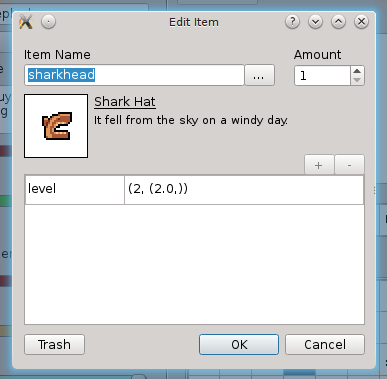 Edit Item
Item Name
Amount
sharkhead
...
1
Shark Hat
It fell from the sky on a windy day.
+
-
level
(2, (2.0,))
Trash
OK
Cancel